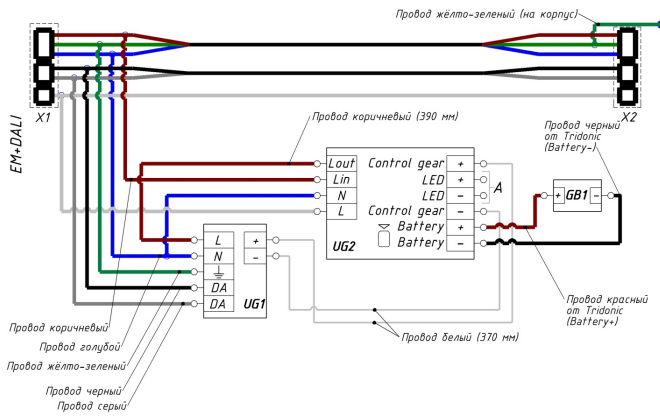 Провод жёлто-зеленый (на корпус)
X1
X2
EM+DALI
Провод коричневый (390 мм)
Провод черный
от Tridonic
(Battery-)
Lout
Lin
N
L
Control gear +
LED +
LED -
Control gear -
Battery +
Battery -
A
UG2
+ GB1 -
L
N
DA
DA
+
-
UG1
Провод красный
от Tridonic
(Battery+)
Провод белый (370 мм)
Провод коричневый
Провод голубой
Провод жёлто-зеленый
Провод черный
Провод серый